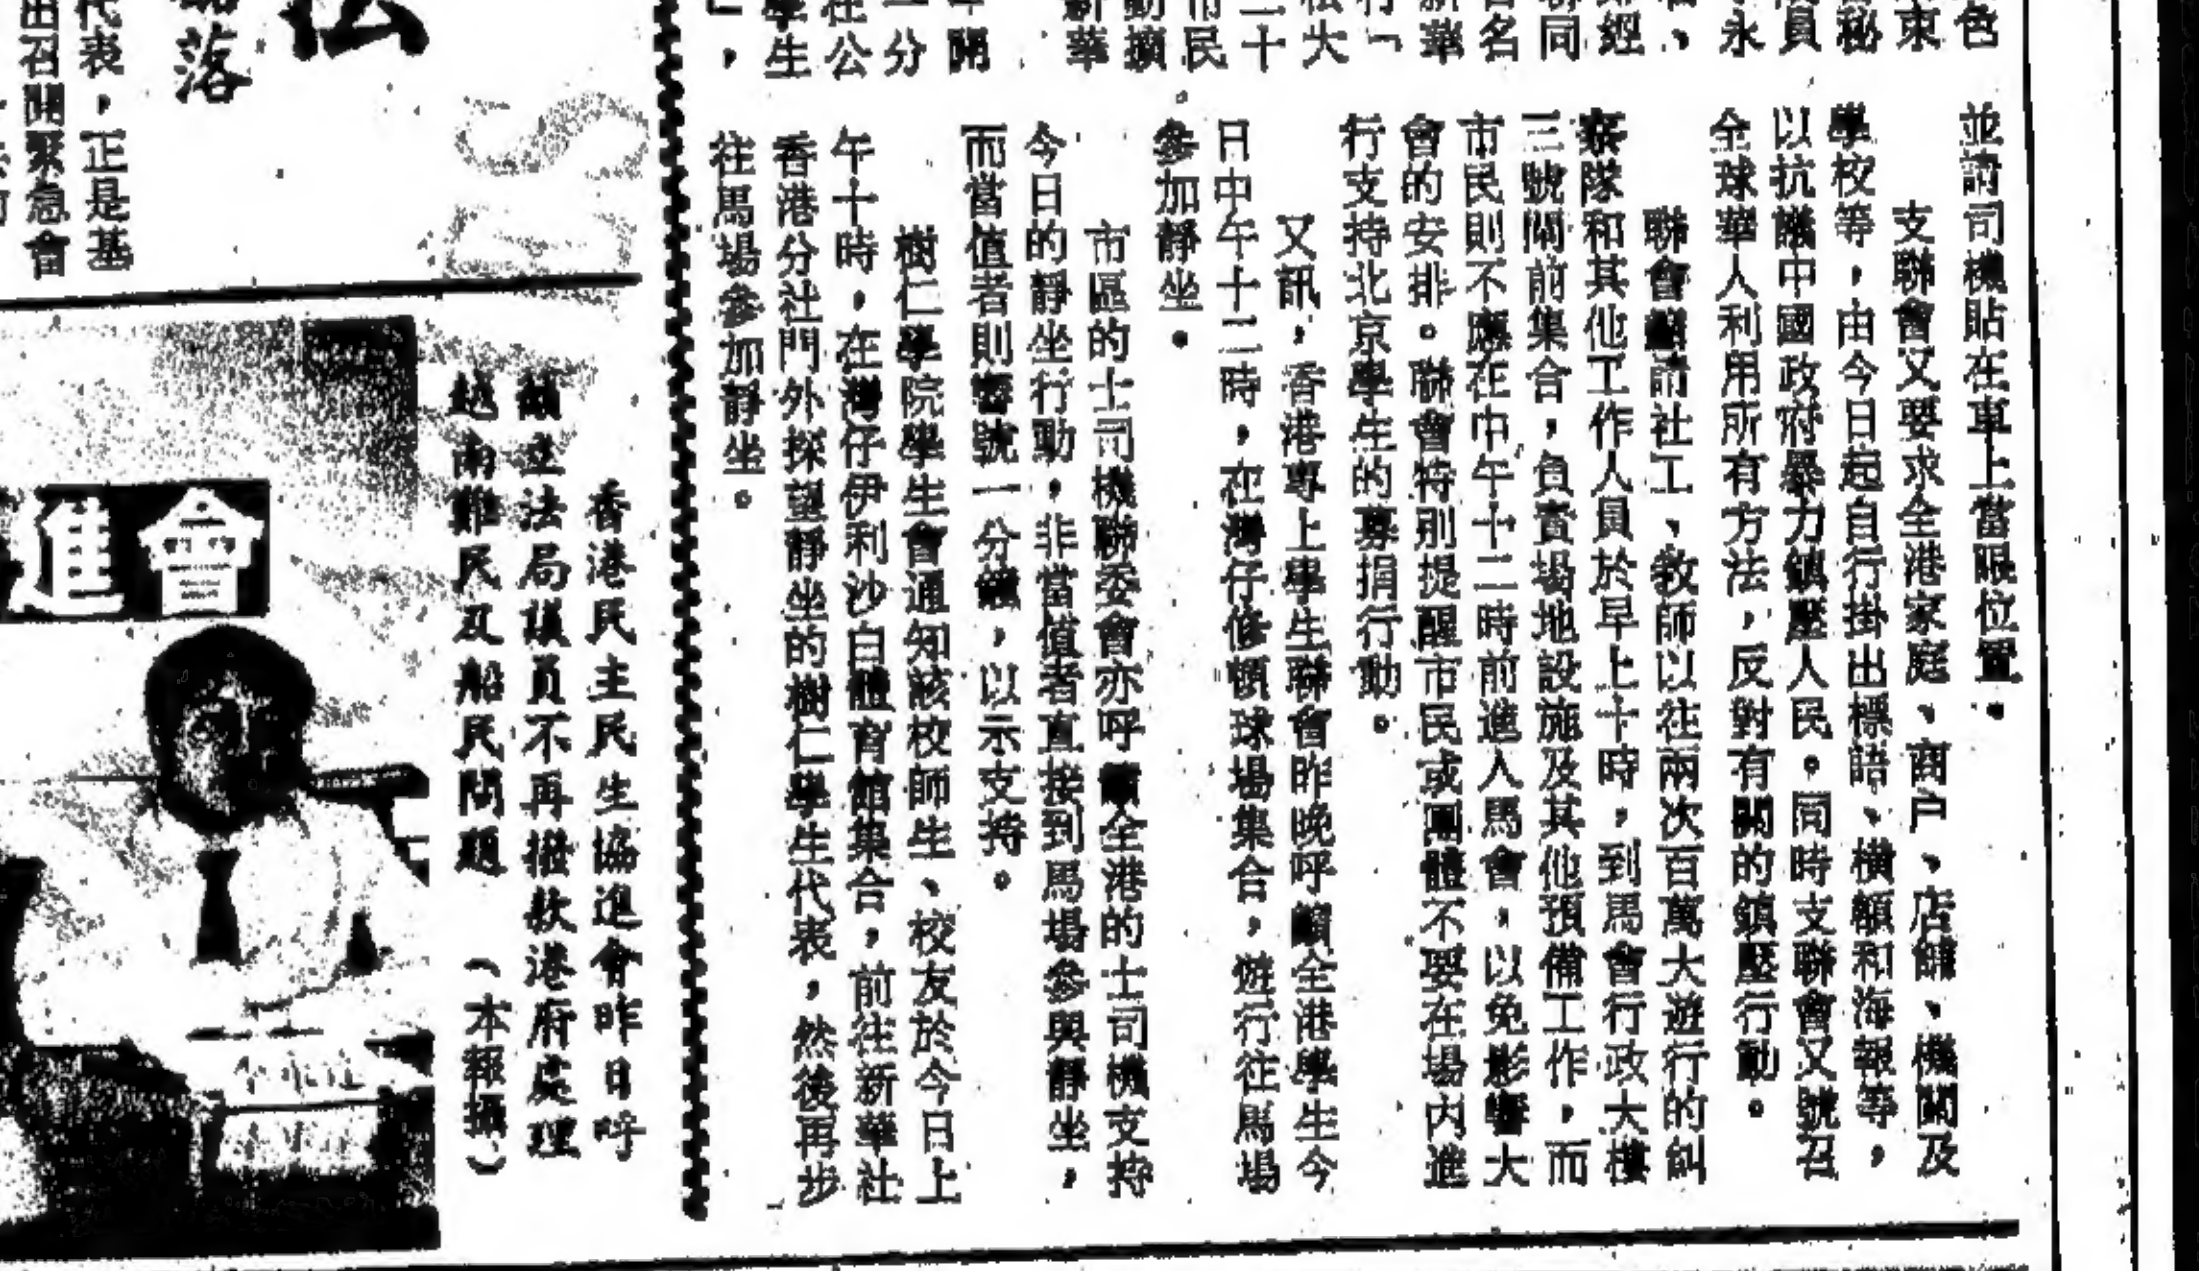 並請司機貼在車上當眼位置。
支聯會又要求全港家庭、商戶、店舖、機關及
學校等，由今日起自行掛出標語、橫額和海報等，
以抗議中國政府暴力鎮壓人民。同時支聯會又號召
全球華人利用所有方法，反對有關的鎮壓行動。
聯會邀請社工、教師以往兩次百萬大遊行的糾
察隊和其他工作人員於早上十時，到馬會行政大樓
三號閘前集合，負責場地設施及其他預備工作，而
市民則不應在中午十二時前進入馬會，以免影響大
會的安排。聯會特別提醒市民或團體不要在場內進
行支持北京學生的募捐行動。
又訊，香港專上學生聯會昨晚呼籲全港學生今
日中午十二時，在灣仔修頓球場集合，遊行往馬場
參加靜坐。
市區的士司機聯委會亦呼籲全港的士司機支持
今日的靜坐行動，非當值者直接到馬場參與靜坐，
而當值者則響號一分鐘，以示支持。
樹仁學院學生會通知該校師生、校友於今日上
午十時，在灣仔伊利沙白體育館集合，前往新華社
香港分社門外探望靜坐的樹仁學生代表，然後再步
往馬場參加靜坐。
香港民主民生協進會昨日呼
籲立法局議員不再撥款港府處理
越南難民及船民問題　（本報攝）
進會
落
代表，正是基
出召開緊急會